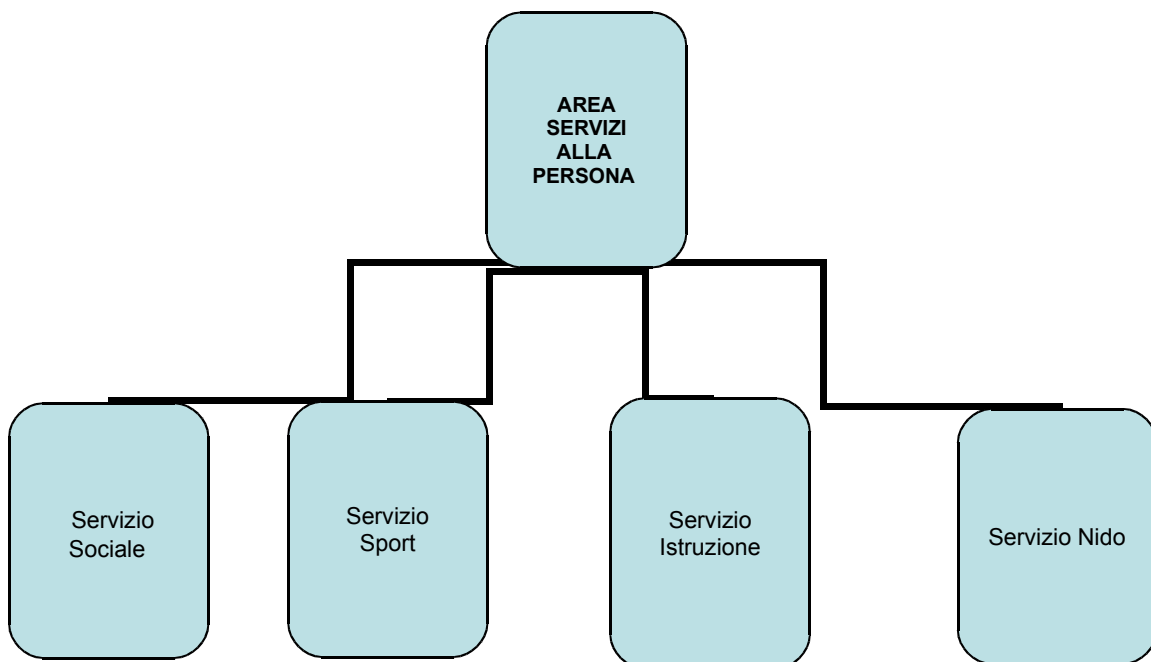 AREA
SERVIZI
ALLA
PERSONA
Servizio
Sociale
Servizio
Sport
Servizio
Istruzione
Servizio Nido